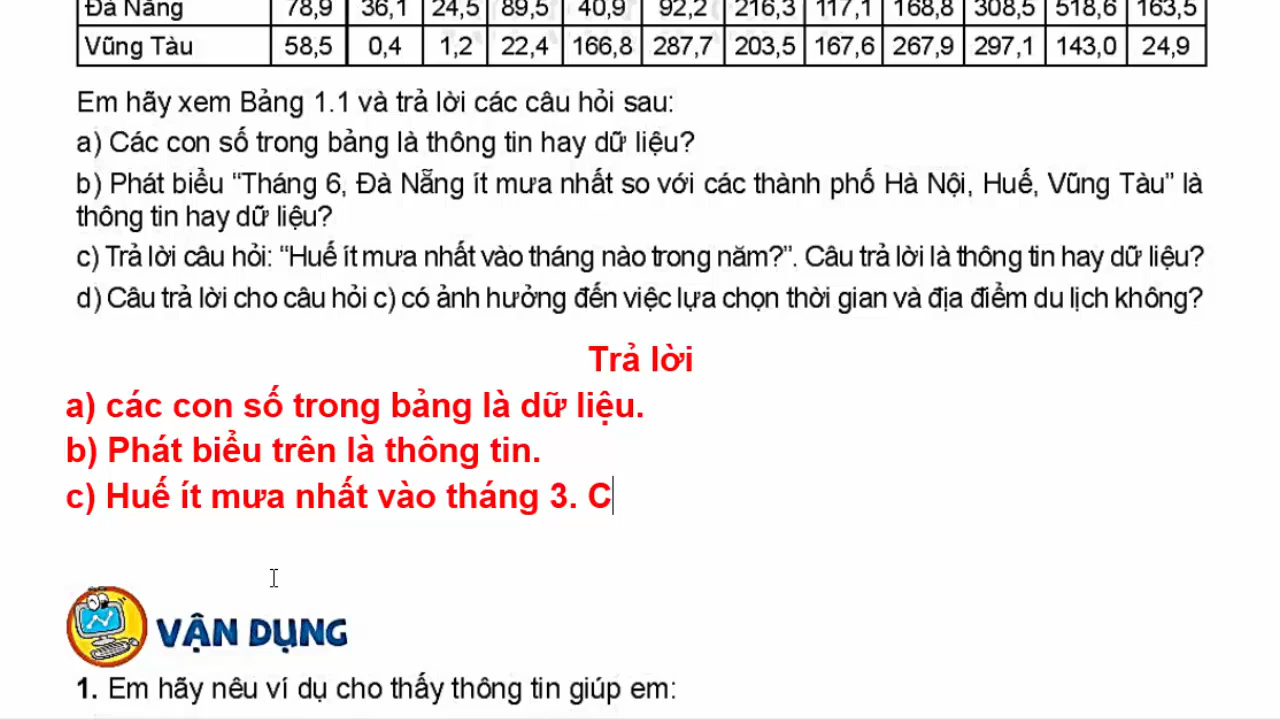 Đà Nẵng 78,9 36,1 24,5 89,5 40,9 92,2 216,3 117,1 168,8 308,5 518,6 163,5
Vũng Tàu 58,5 0,4 1,2 22,4 166,8 287,7 203,5 167,6 267,9 297,1 143,0 24,9
Em hãy xem Bảng 1.1 và trả lời các câu hỏi sau:
a) Các con số trong bảng là thông tin hay dữ liệu?
b) Phát biểu “Tháng 6, Đà Nẵng ít mưa nhất so với các thành phố Hà Nội, Huế, Vũng Tàu” là
thông tin hay dữ liệu?
c) Trả lời câu hỏi: “Huế ít mưa nhất vào tháng nào trong năm?”. Câu trả lời là thông tin hay dữ liệu?
d) Câu trả lời cho câu hỏi c) có ảnh hưởng đến việc lựa chọn thời gian và địa điểm du lịch không?
Trả lời
a) các con số trong bảng là dữ liệu.
b) Phát biểu trên là thông tin.
c) Huế ít mưa nhất vào tháng 3. C
VẬN DỤNG
1. Em hãy nêu ví dụ cho thấy thông tin giúp em: